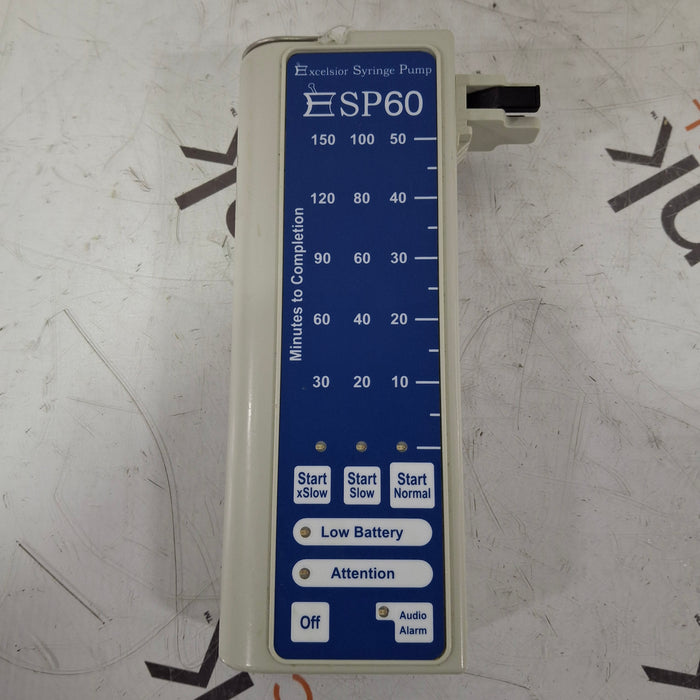 Excelsior Syringe Pump
ESP60
150 100 50
120 80 40
90 60 30
60 40 20
30 20 10
Minutes to Completion
Start xSlow
Start Slow
Start Normal
Low Battery
Attention
Off
Audio Alarm